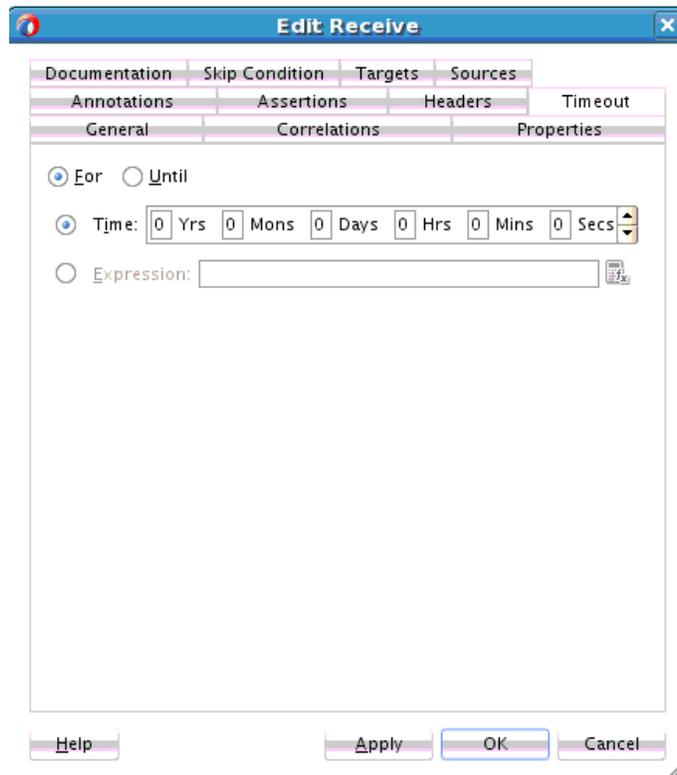 Edit Receive
Documentation Skip Condition Targets Sources
Annotations Assertions Headers Timeout
General Correlations Properties
For Until
Time: 0 Yrs 0 Mons 0 Days 0 Hrs 0 Mins 0 Secs
Expression:
Help Apply OK Cancel